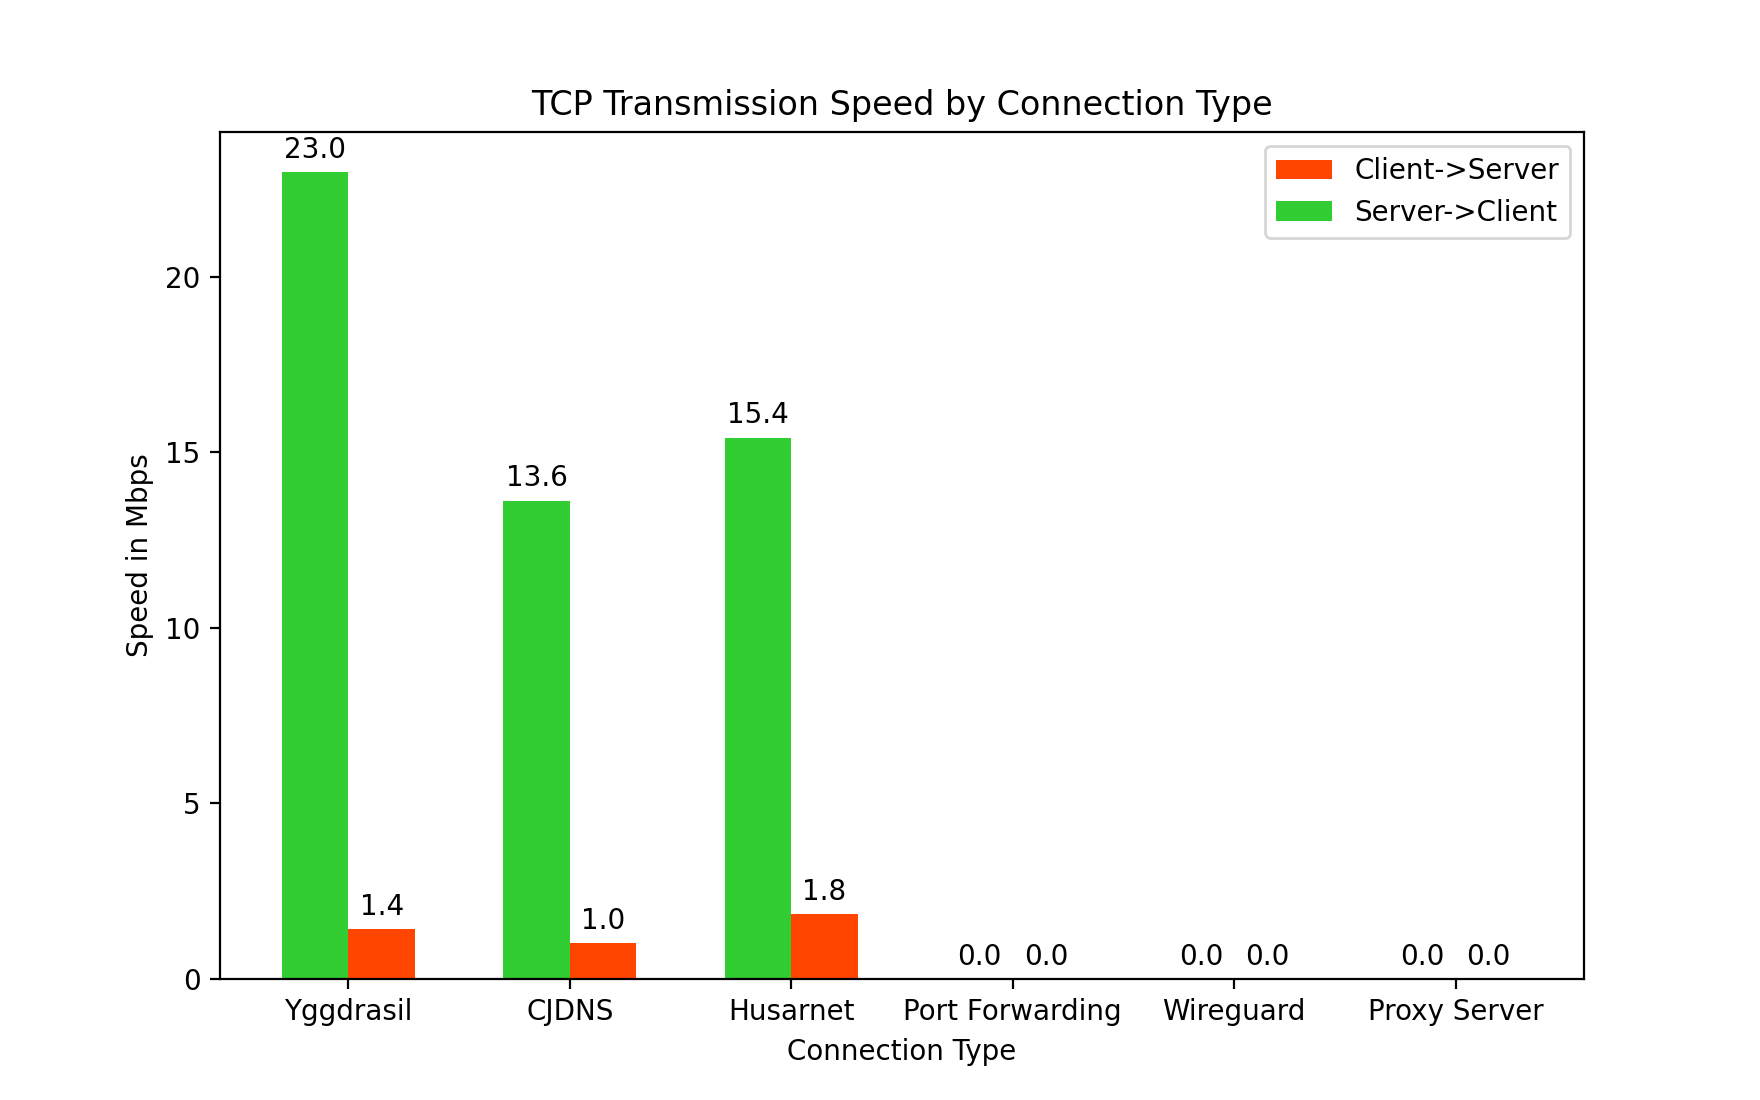 TCP Transmission Speed by Connection Type
23.0
Client->Server
Server->Client
20
15.4
15
13.6
Speed in Mbps
10
5
1.4
1.0
1.8
0.0 0.0 0.0 0.0 0.0 0.0
0
Yggdrasil CJDNS Husarnet Port Forwarding Wireguard Proxy Server
Connection Type